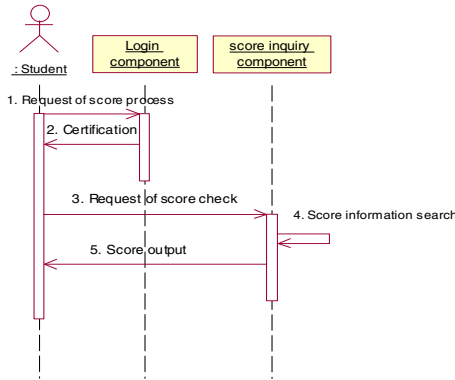 : Student
Login
component
score inquiry
component
1. Request of score process
2. Certification
3. Request of score check
4. Score information search
5. Score output